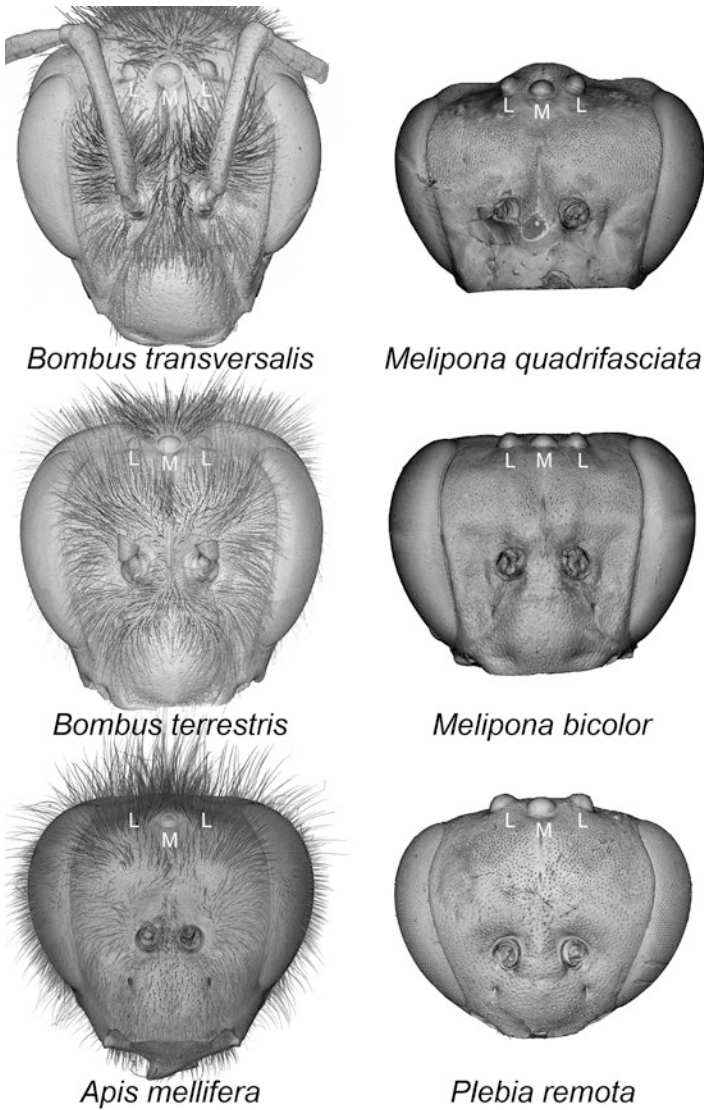 L M L
L M L
Bombus transversalis
Melipona quadrifasciata
L M L
L M L
Bombus terrestris
Melipona bicolor
L M L
L M L
Apis mellifera
Plebia remota